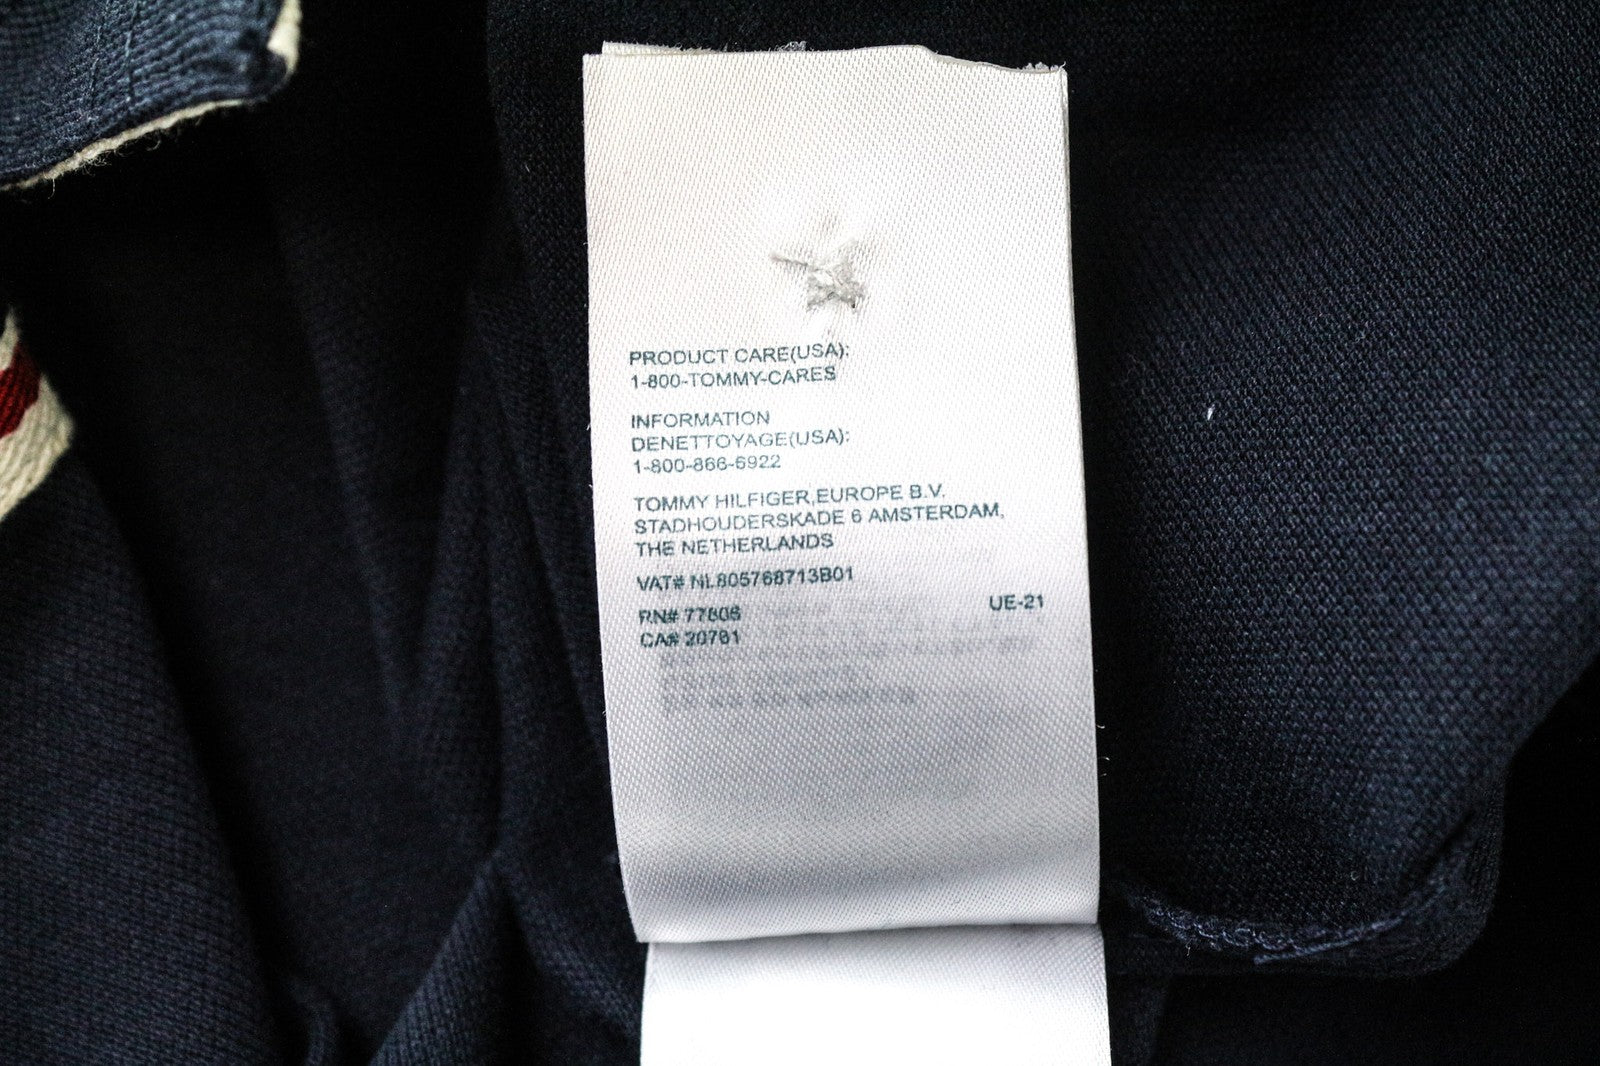 PRODUCT CARE(USA):
1-800-TOMMY-CARES
INFORMATION
DENETTOYAGE(USA):
1-800-866-6922
TOMMY HILFIGER,EUROPE B.V.
STADHOUDERSKADE 6 AMSTERDAM,
THE NETHERLANDS
VAT# NL805768713B01
RN# 77806 UE-21
CA# 20781